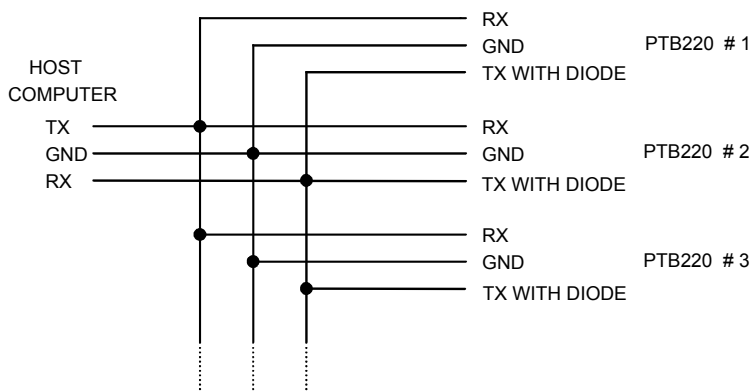 RX
GND PTB220 # 1
TX WITH DIODE
HOST
COMPUTER
TX RX
GND GND PTB220 # 2
RX TX WITH DIODE
RX
GND PTB220 # 3
TX WITH DIODE